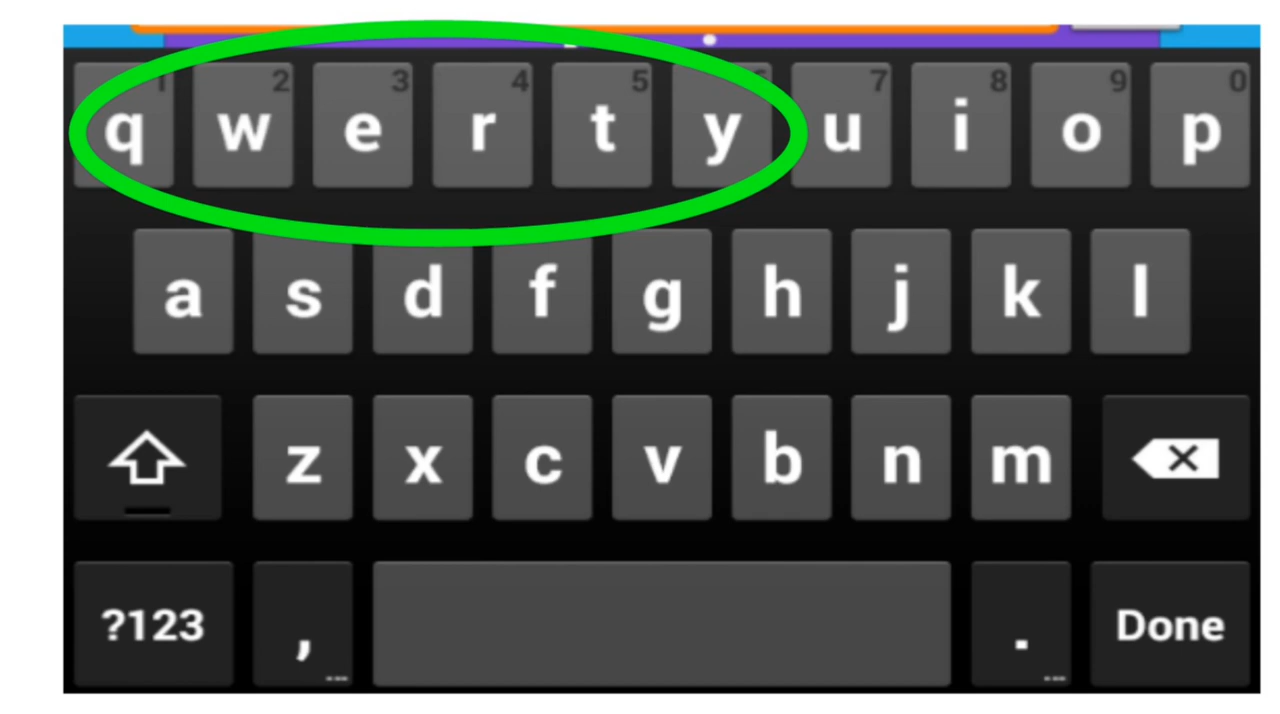 1 2 3 4 5 6 7 8 9 0
q w e r t y u i o p
a s d f g h j k l
z x c v b n m
?123 , ... . ... Done